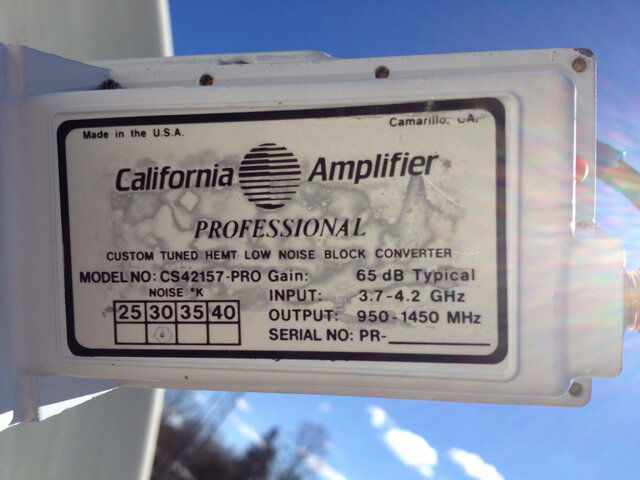 Made in the U.S.A.
Camarillo, CA.
California Amplifier
PROFESSIONAL
CUSTOM TUNED HEMT LOW NOISE BLOCK CONVERTER
MODEL NO: CS42157-PRO Gain: 65 dB Typical
NOISE °K
INPUT: 3.7-4.2 GHz
25 30 35 40
OUTPUT: 950-1450 MHz
SERIAL NO: PR-